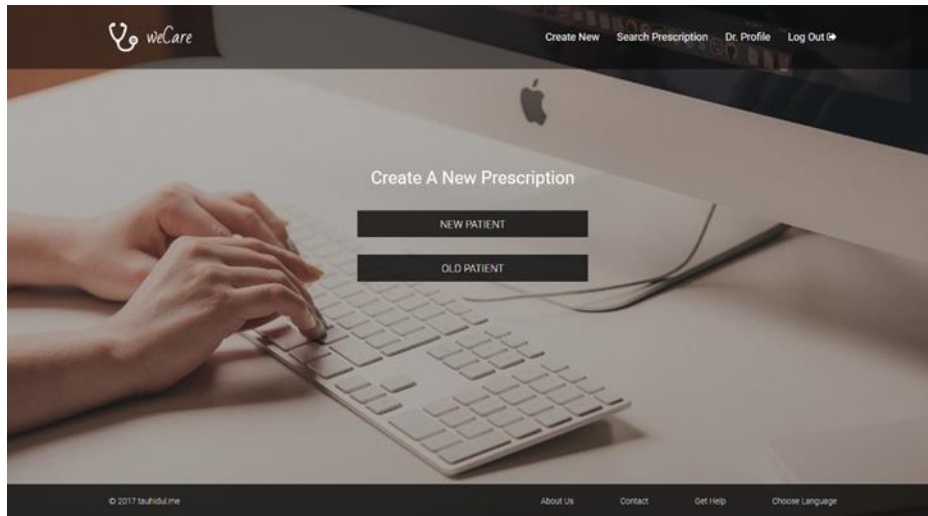 weCare
Create New Search Prescription Dr. Profile Log Out
Create A New Prescription
NEW PATIENT
OLD PATIENT
© 2017 tauhidul.me About Us Contact Get Help Choose Language